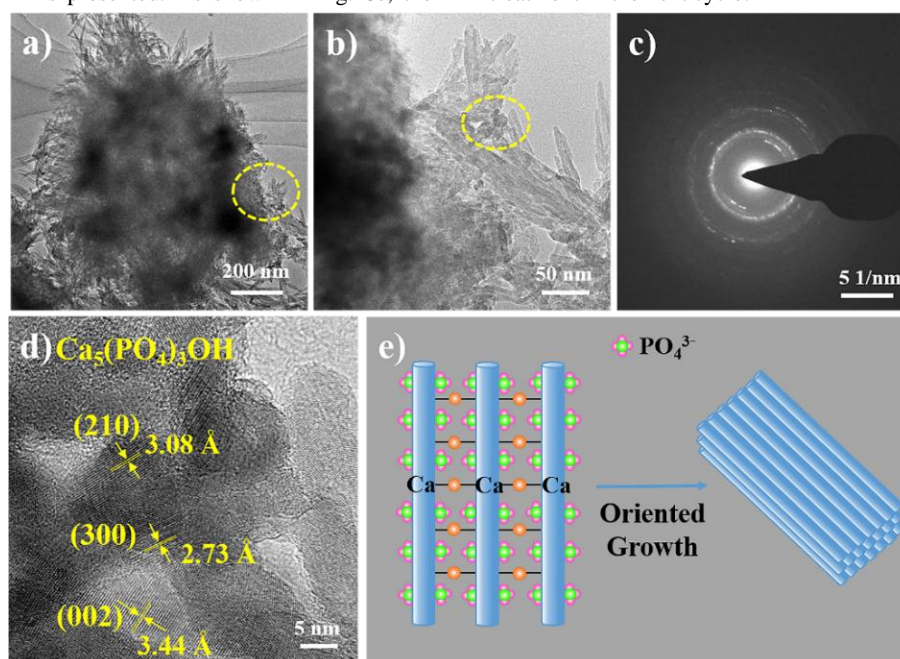 a)
200 nm
b)
50 nm
c)
5 1/nm
d)
Ca₅(PO₄)₃OH
(210)
3.08 Å
(300)
2.73 Å
(002)
3.44 Å
5 nm
e)
PO₄³⁻
Ca Ca Ca
Oriented
Growth